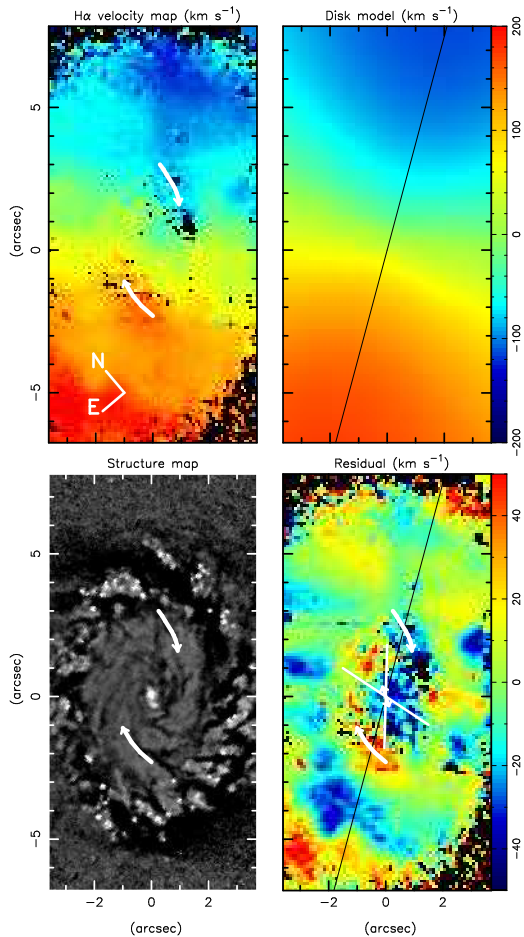 Hα velocity map (km s⁻¹)
Disk model
(arcsec)
5
0
−5
N
E
200
100
0
−100
−200
Structure map
Residual (km s⁻¹)
(arcsec)
5
0
−5
40
20
0
−20
−40
−2 0 2
−2 0 2
(arcsec)
(arcsec)